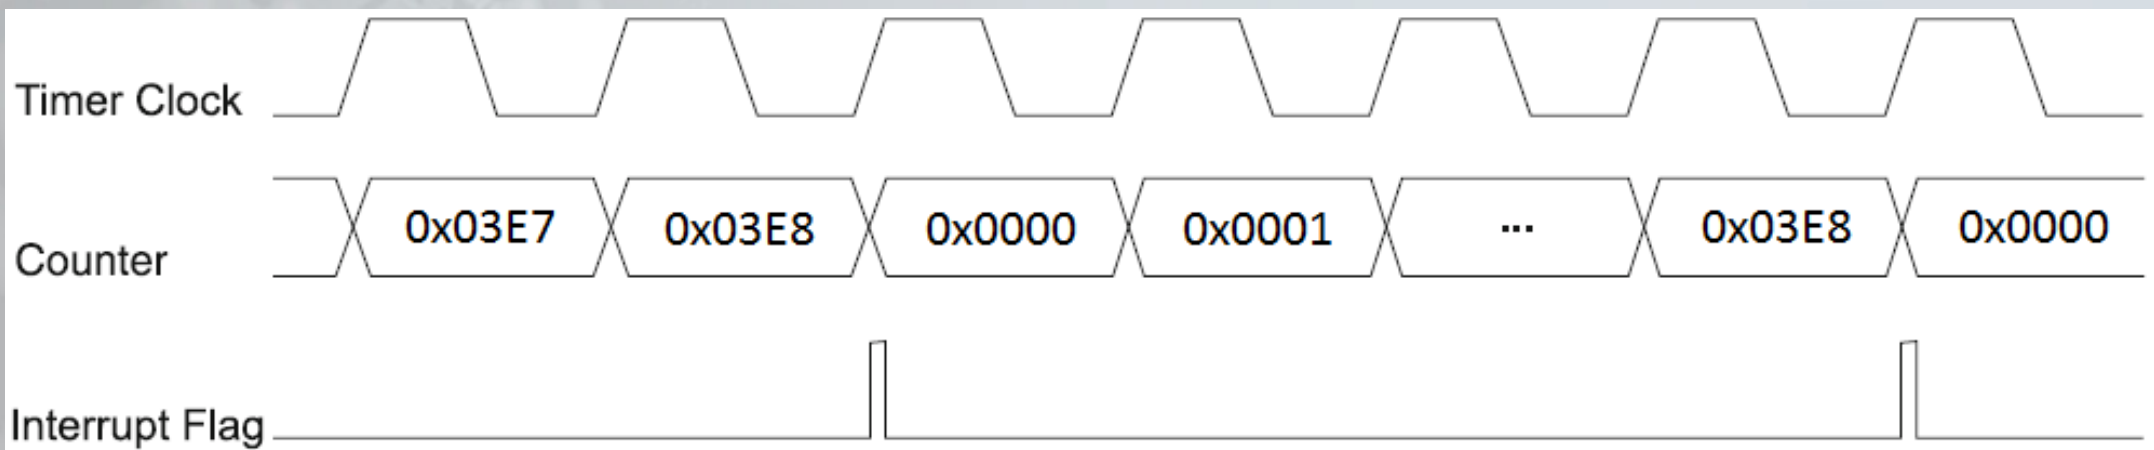 Timer Clock
Counter 0x03E7 0x03E8 0x0000 0x0001 ... 0x03E8 0x0000
Interrupt Flag